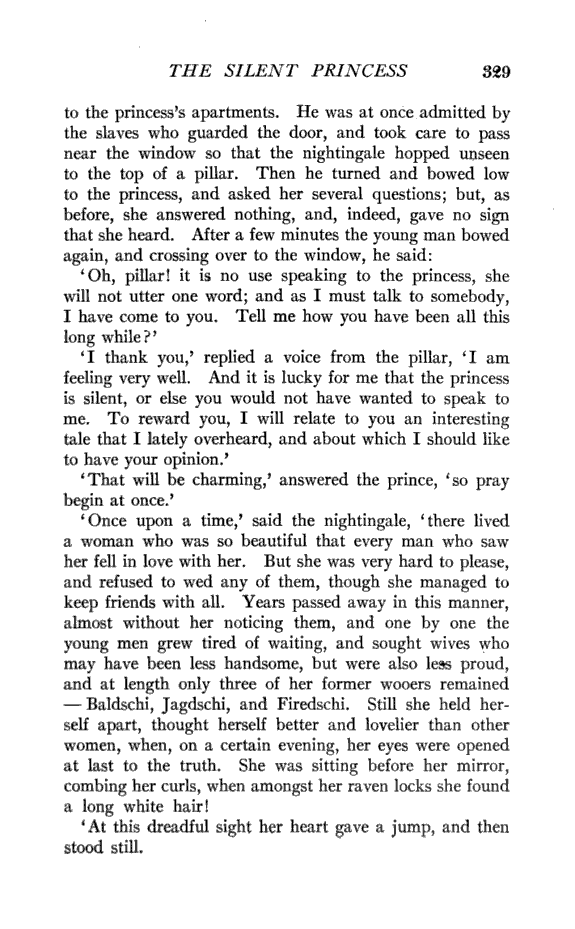 THE SILENT PRINCESS 329
to the princess's apartments. He was at once admitted by
the slaves who guarded the door, and took care to pass
near the window so that the nightingale hopped unseen
to the top of a pillar. Then he turned and bowed low
to the princess, and asked her several questions; but, as
before, she answered nothing, and, indeed, gave no sign
that she heard. After a few minutes the young man bowed
again, and crossing over to the window, he said:
'Oh, pillar! it is no use speaking to the princess, she
will not utter one word; and as I must talk to somebody,
I have come to you. Tell me how you have been all this
long while?'
'I thank you,' replied a voice from the pillar, 'I am
feeling very well. And it is lucky for me that the princess
is silent, or else you would not have wanted to speak to
me. To reward you, I will relate to you an interesting
tale that I lately overheard, and about which I should like
to have your opinion.'
'That will be charming,' answered the prince, 'so pray
begin at once.'
'Once upon a time,' said the nightingale, 'there lived
a woman who was so beautiful that every man who saw
her fell in love with her. But she was very hard to please,
and refused to wed any of them, though she managed to
keep friends with all. Years passed away in this manner,
almost without her noticing them, and one by one the
young men grew tired of waiting, and sought wives who
may have been less handsome, but were also less proud,
and at length only three of her former wooers remained
— Baldschi, Jagdschi, and Firedschi. Still she held her-
self apart, thought herself better and lovelier than other
women, when, on a certain evening, her eyes were opened
at last to the truth. She was sitting before her mirror,
combing her curls, when amongst her raven locks she found
a long white hair!
'At this dreadful sight her heart gave a jump, and then
stood still.